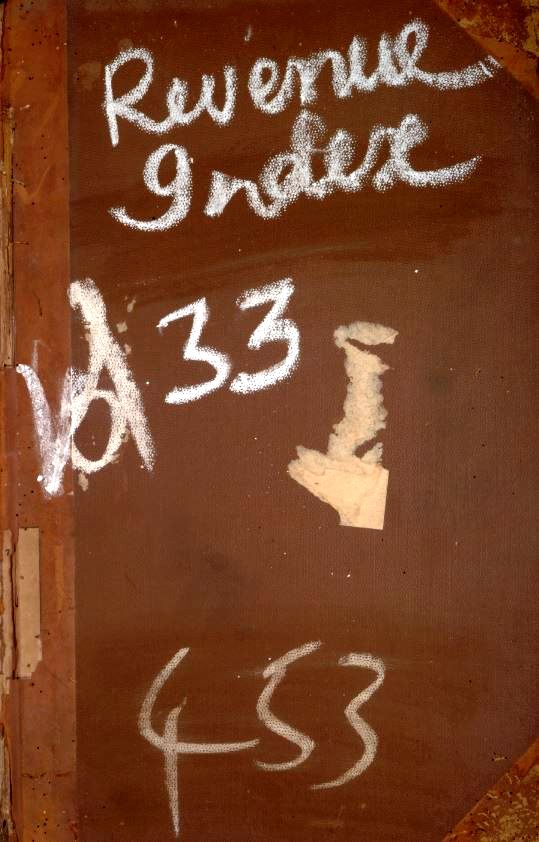 Revenue
Index
Vol 33
453